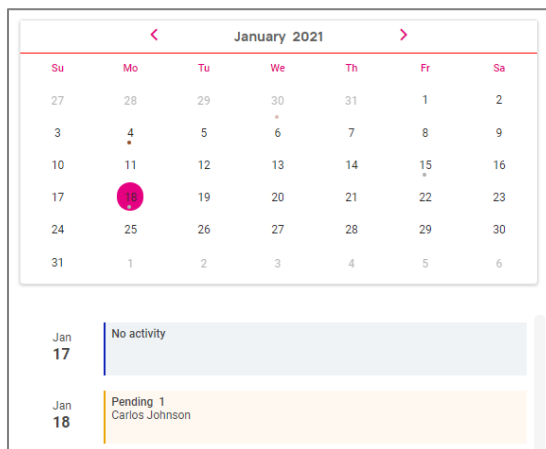 January 2021
Su Mo Tu We Th Fr Sa
27 28 29 30 31 1 2
3 4 5 6 7 8 9
10 11 12 13 14 15 16
17 18 19 20 21 22 23
24 25 26 27 28 29 30
31 1 2 3 4 5 6
Jan
17
No activity
Jan
18
Pending 1
Carlos Johnson